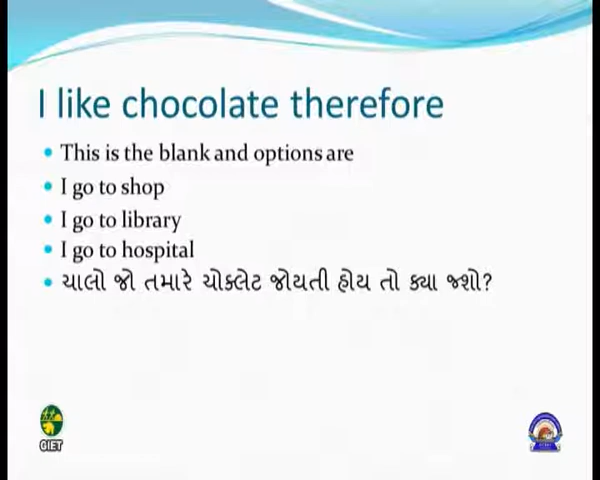 I like chocolate therefore
This is the blank and options are
I go to shop
I go to library
I go to hospital
ચાલો જો તમારે ચોક્લેટ જોયતી હોય તો ક્યા જશો?
GIET